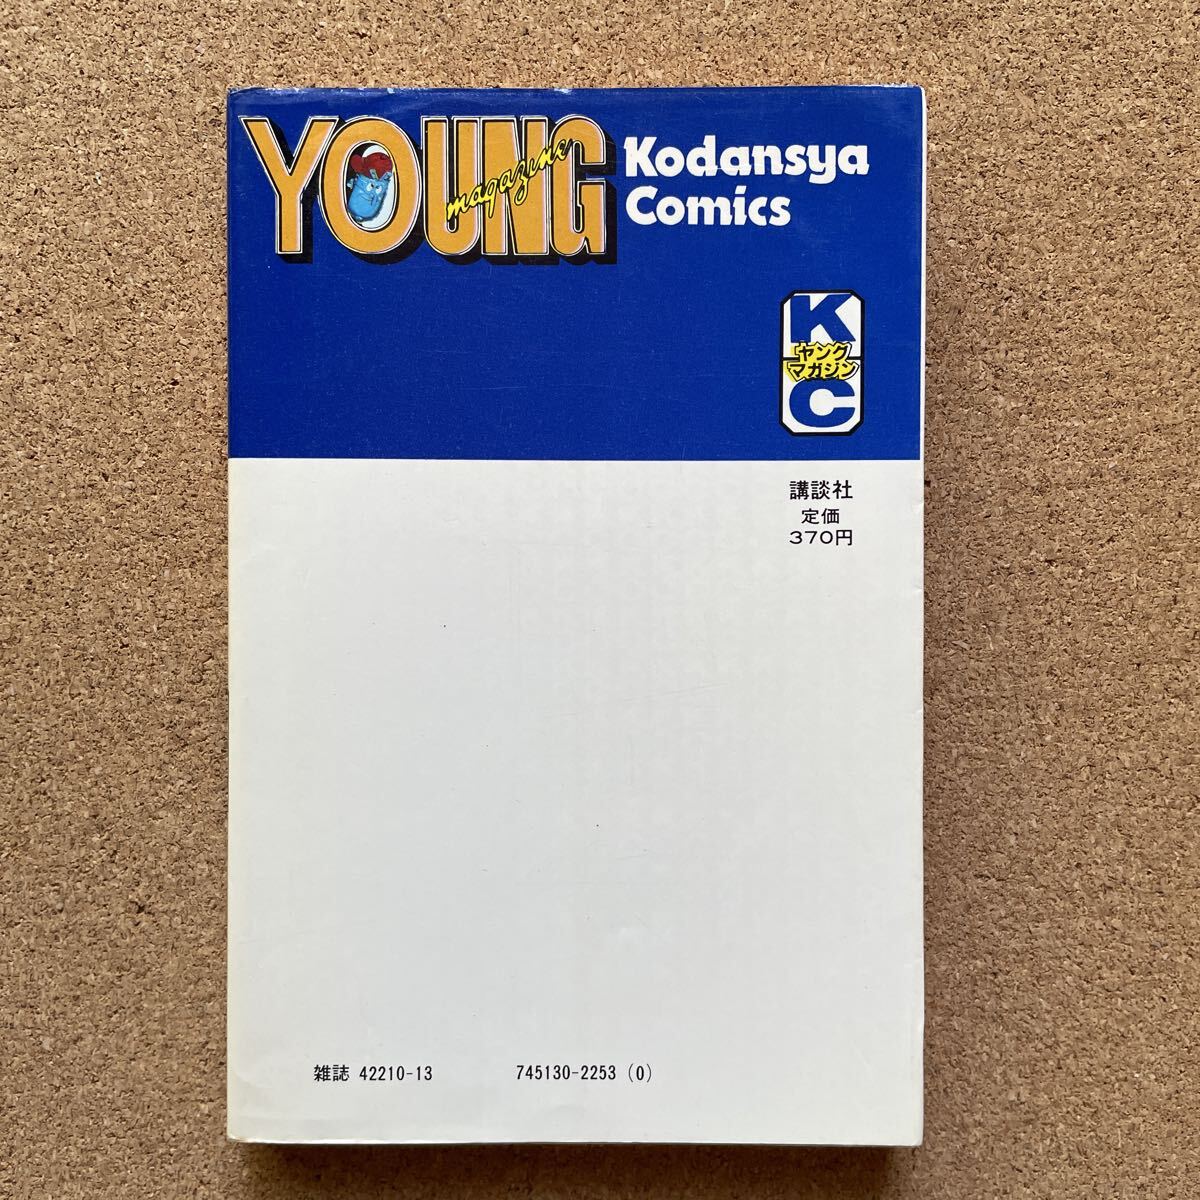 YOUNG
magazine
Kodansya
Comics
K
ヤング
マガジン
C
講談社
定価
370円
雑誌 42210-13 745130-2253 (0)